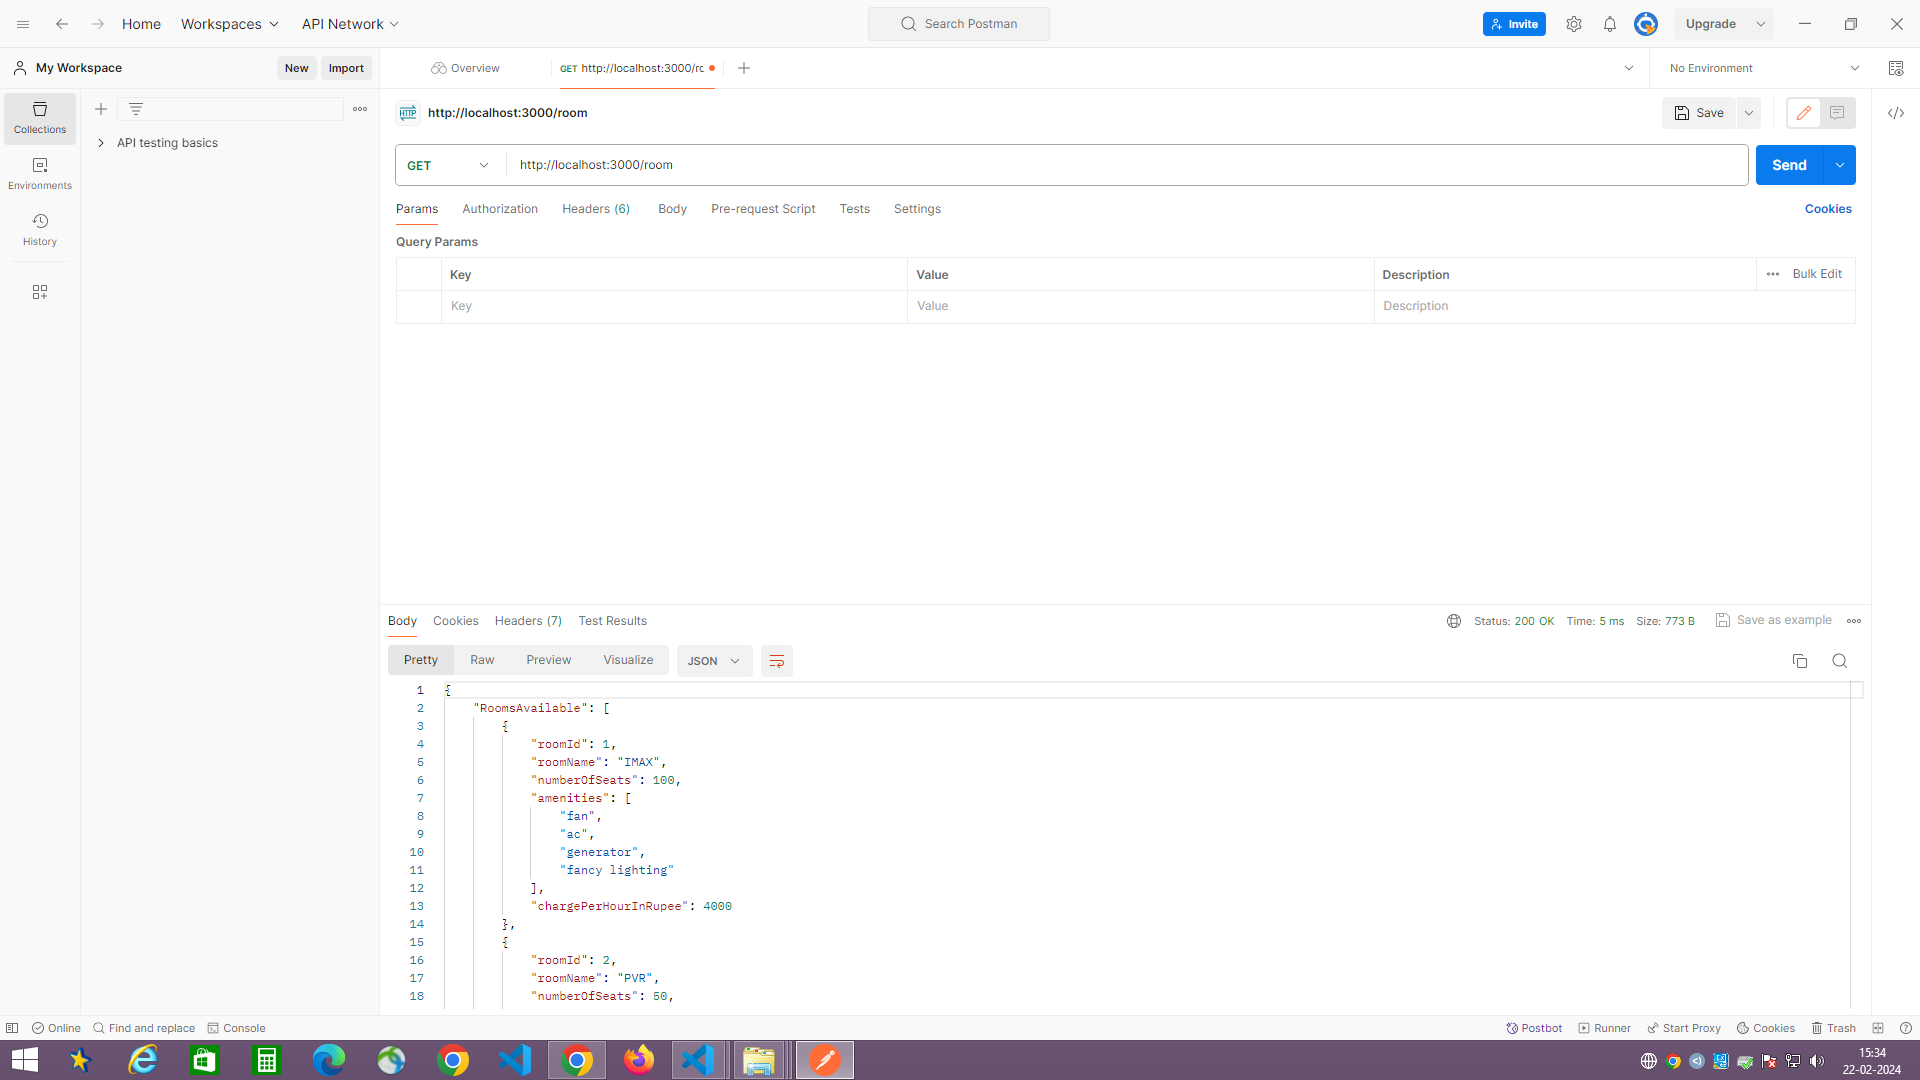 Home Workspaces API Network Search Postman Invite Upgrade
My Workspace New Import Overview GET http://localhost:3000/ro No Environment
Collections
API testing basics
Environments
History
HTTP http://localhost:3000/room Save
GET http://localhost:3000/room Send
Params Authorization Headers (6) Body Pre-request Script Tests Settings Cookies
Query Params
Key Value Description Bulk Edit
Key Value Description
Body Cookies Headers (7) Test Results Status: 200 OK Time: 5 ms Size: 773 B Save as example
Pretty Raw Preview Visualize JSON
1 {
2 "RoomsAvailable": [
3 {
4 "roomId": 1,
5 "roomName": "IMAX",
6 "numberOfSeats": 100,
7 "amenities": [
8 "fan",
9 "ac",
10 "generator",
11 "fancy lighting"
12 ],
13 "chargePerHourInRupee": 4000
14 },
15 {
16 "roomId": 2,
17 "roomName": "PVR",
18 "numberOfSeats": 50,
Online Find and replace Console Postbot Runner Start Proxy Cookies Trash
15:34
22-02-2024